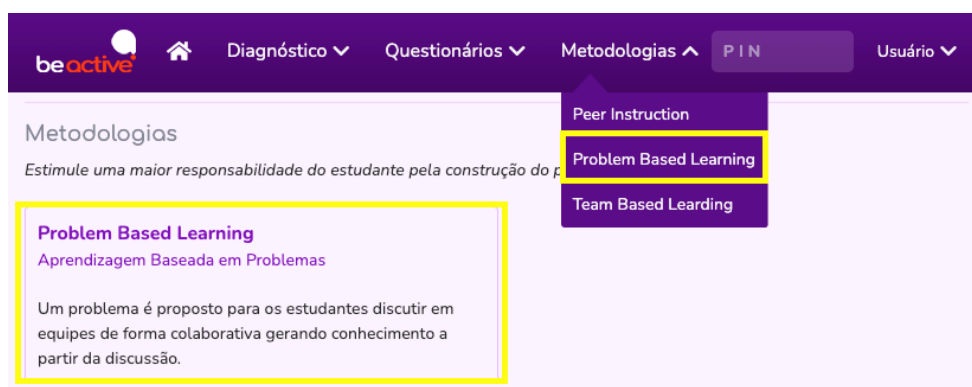 beactive
Diagnóstico
Questionários
Metodologias
PIN
Usuário
Peer Instruction
Problem Based Learning
Team Based Learding
Metodologias
Estimule uma maior responsabilidade do estudante pela construção do p
Problem Based Learning
Aprendizagem Baseada em Problemas
Um problema é proposto para os estudantes discutir em
equipes de forma colaborativa gerando conhecimento a
partir da discussão.